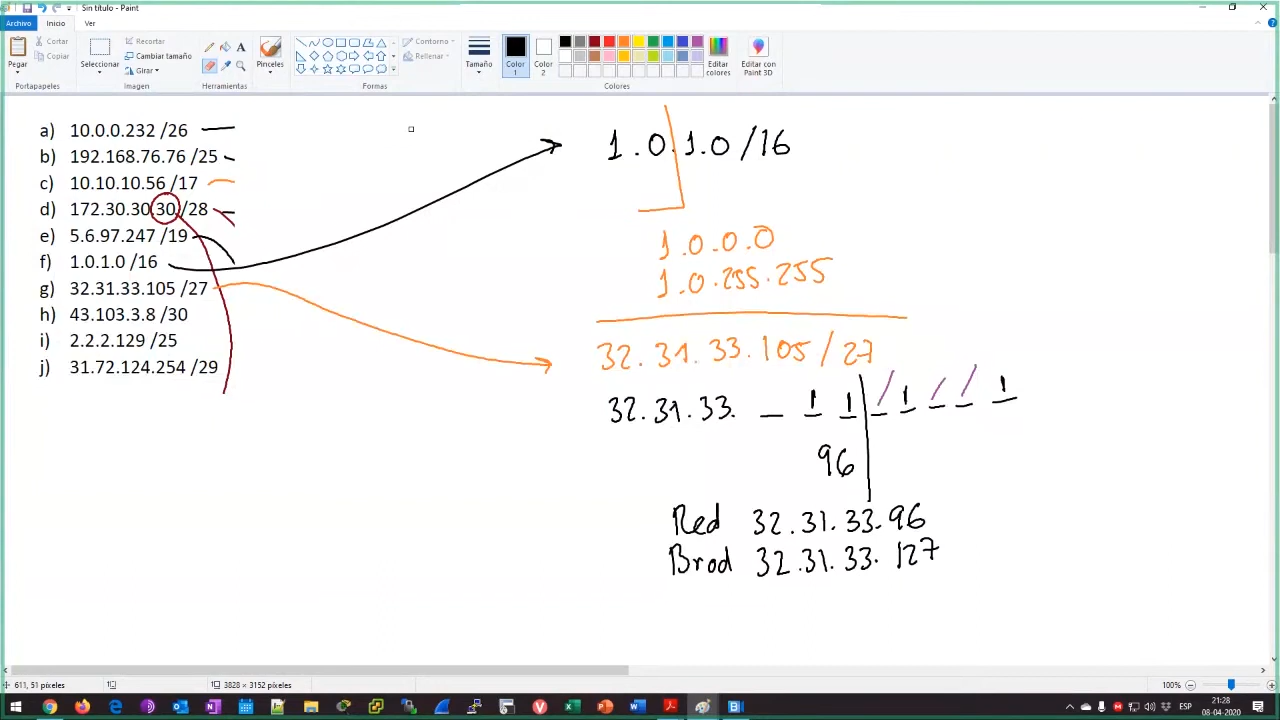 Sin título - Paint
Archivo Inicio Ver
Pegar
Cortar
Copiar
Portapapeles
Seleccionar
Recortar
Cambiar tamaño
Girar
Imagen
A
Herramientas
Pinceles
Contorno
Rellenar
Formas
Tamaño
Color 1
Color 2
Editar colores
Editar con Paint 3D
Colores
a) 10.0.0.232 /26
b) 192.168.76.76 /25
c) 10.10.10.56 /17
d) 172.30.30.30 /28
e) 5.6.97.247 /19
f) 1.0.1.0 /16
g) 32.31.33.105 /27
h) 43.103.3.8 /30
i) 2.2.2.129 /25
j) 31.72.124.254 /29
1.0.1.0 /16
1.0.0.0
1.0.255.255
32.31.33.105 / 27
32.31.33. _ 1 1 / 1 / / 1
96
Red 32.31.33.96
Brod 32.31.33.127
611, 51 píxeles
3828 × 3152 píxeles
100%
ESP
21:28
08-04-2020